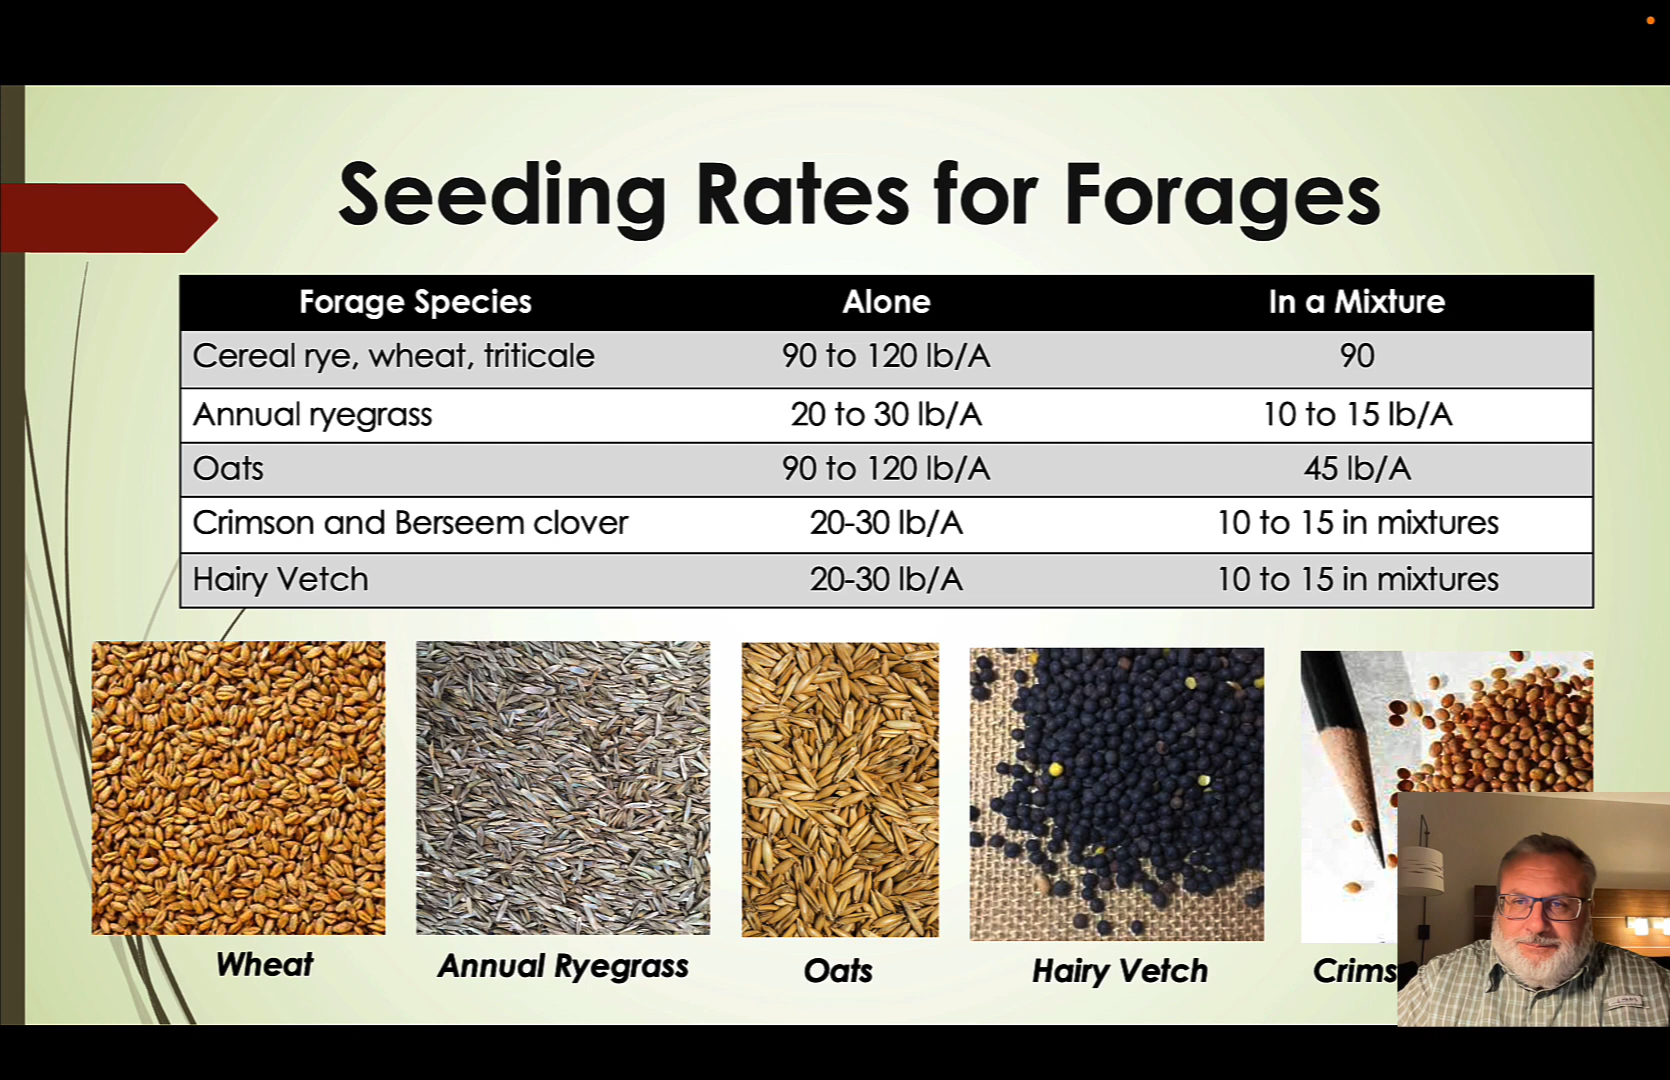 Seeding Rates for Forages
Forage Species Alone In a Mixture
Cereal rye, wheat, triticale 90 to 120 lb/A 90
Annual ryegrass 20 to 30 lb/A 10 to 15 lb/A
Oats 90 to 120 lb/A 45 lb/A
Crimson and Berseem clover 20-30 lb/A 10 to 15 in mixtures
Hairy Vetch 20-30 lb/A 10 to 15 in mixtures
Wheat Annual Ryegrass Oats Hairy Vetch Crims